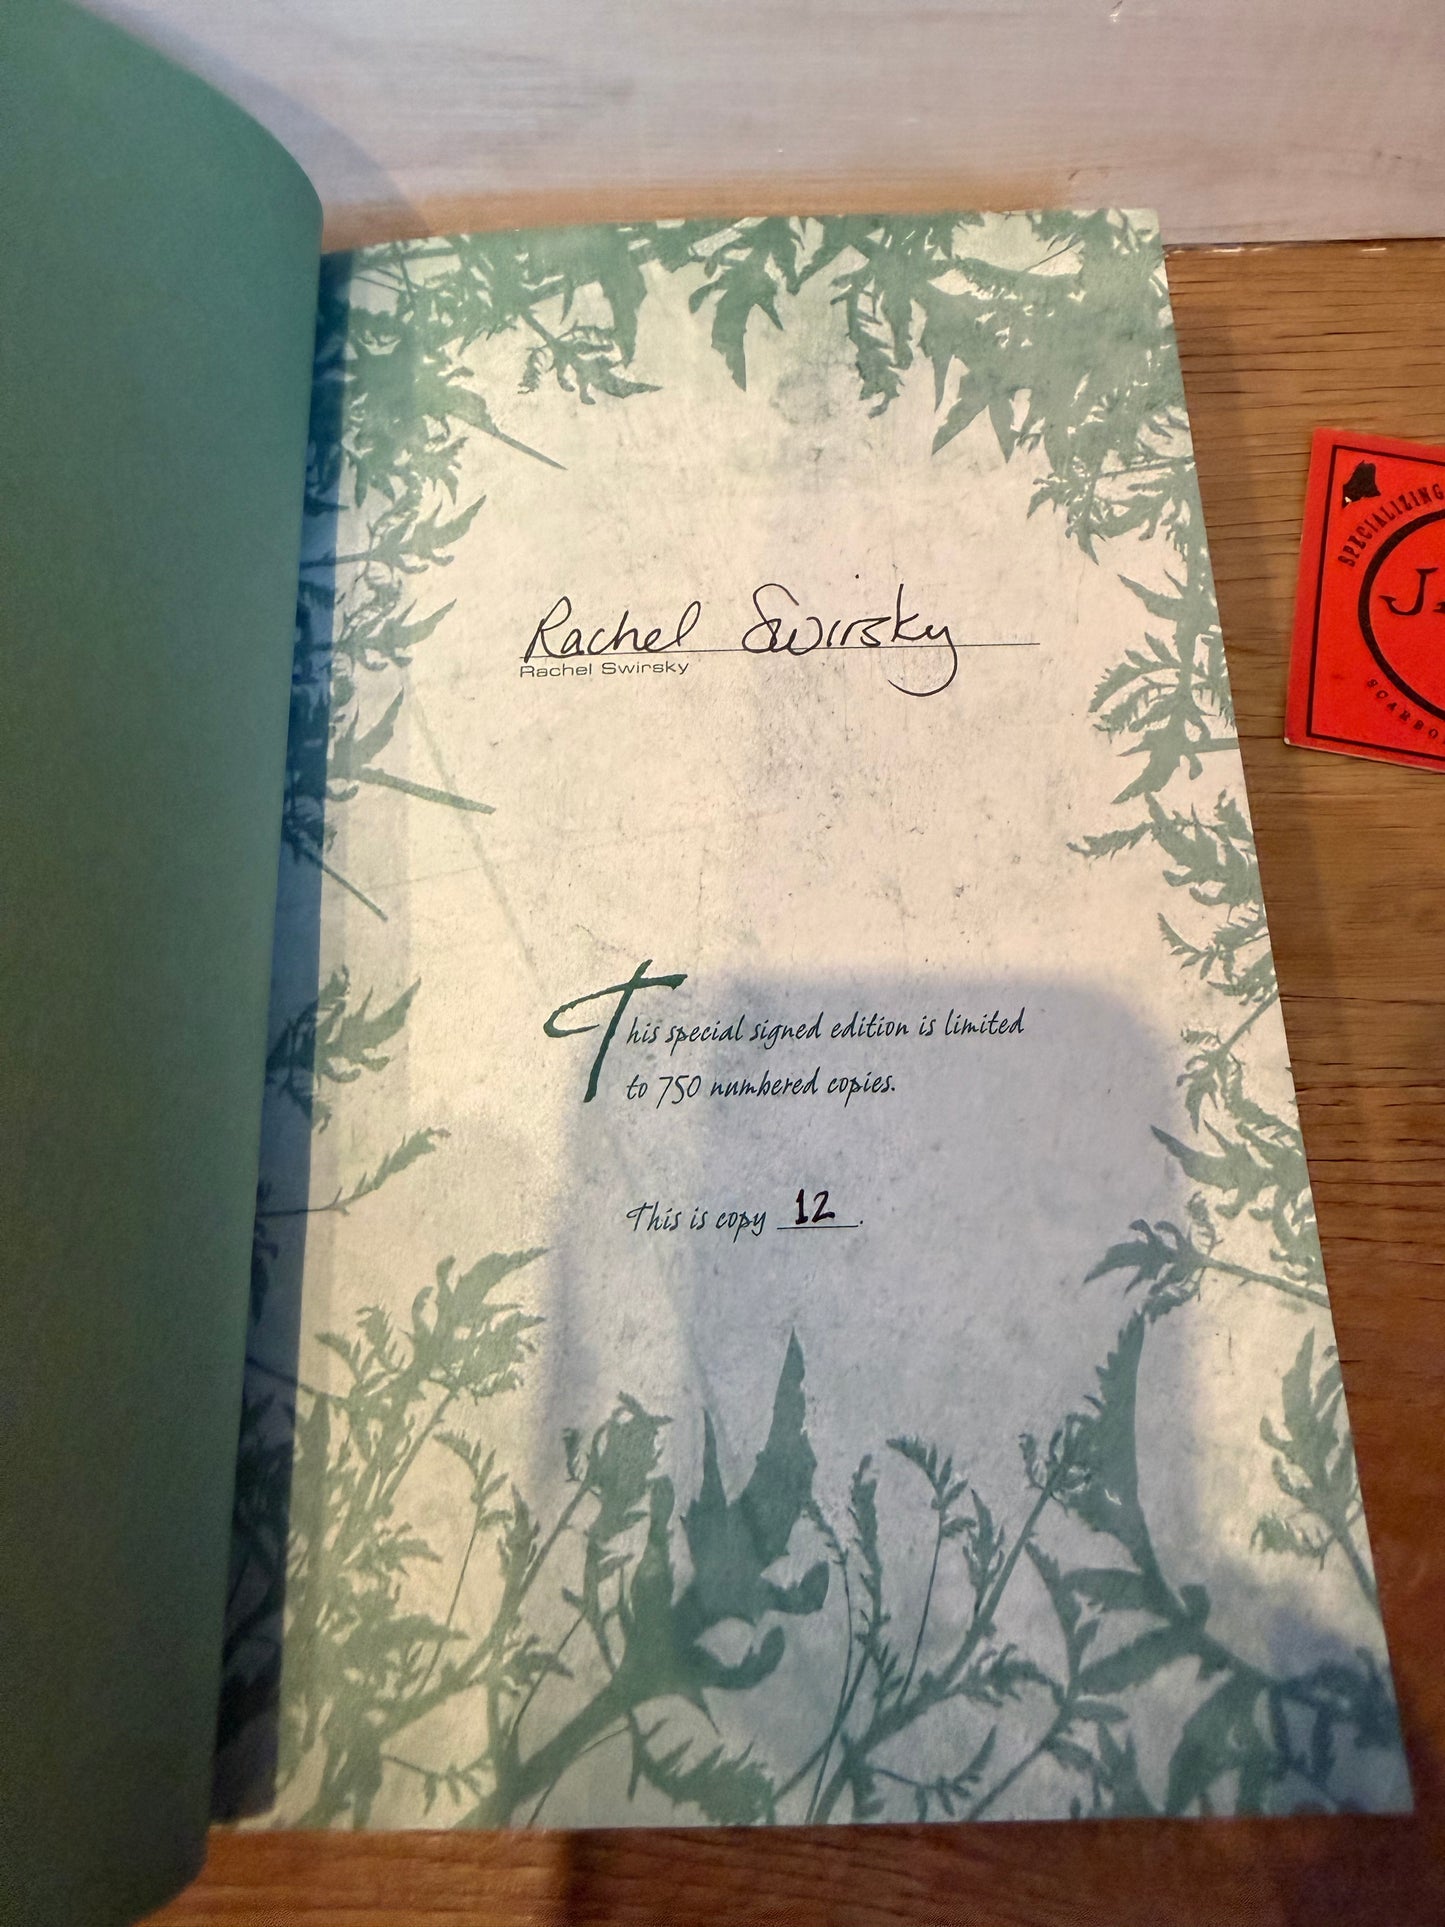 Rachel Swirsky
Rachel Swirsky
This special signed edition is limited
to 750 numbered copies.
This is copy 12.
SPECIALIZING